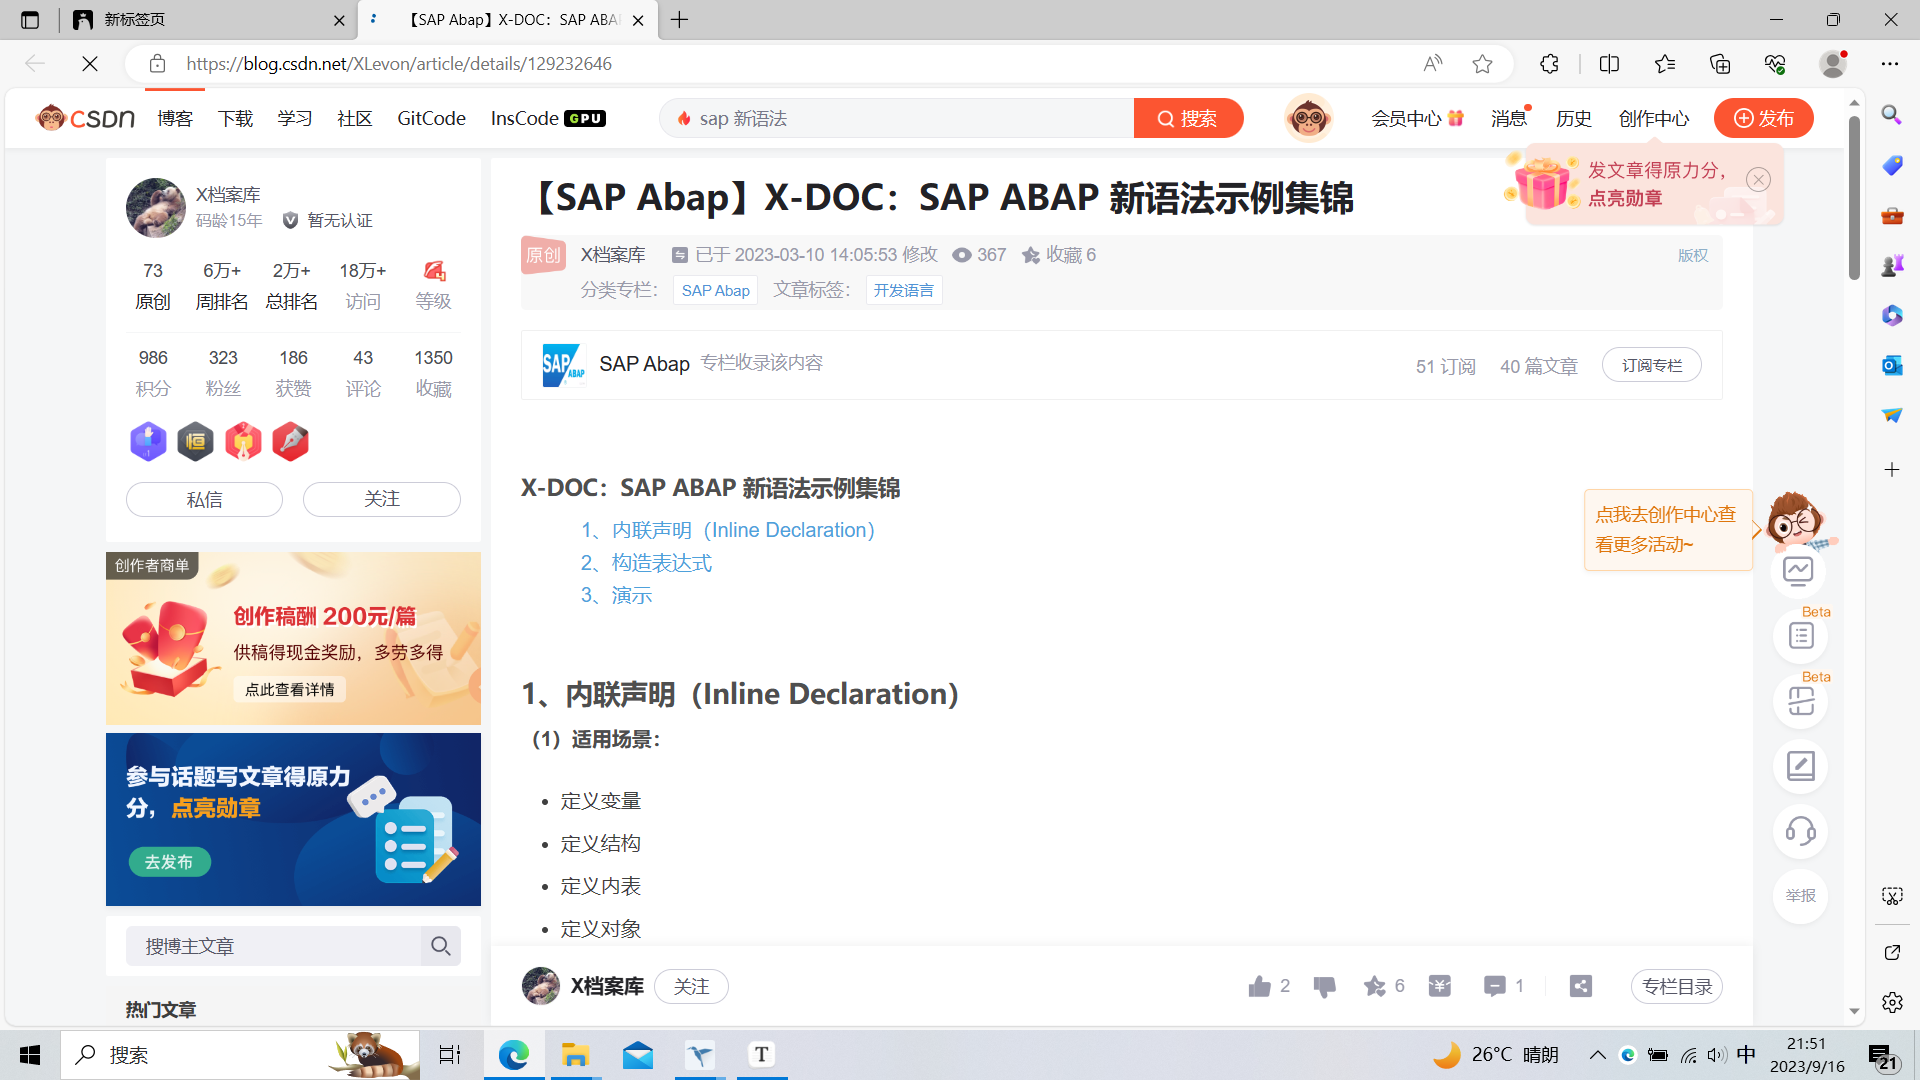 新标签页
【SAP Abap】X-DOC：SAP ABA
https://blog.csdn.net/XLevon/article/details/129232646
CSDN
博客
下载
学习
社区
GitCode
InsCode GPU
sap 新语法
搜索
会员中心
消息
历史
创作中心
发布
发文章得原力分，
点亮勋章
X档案库
码龄15年
暂无认证
73
6万+
2万+
18万+
原创
周排名
总排名
访问
等级
986
323
186
43
1350
积分
粉丝
获赞
评论
收藏
恒
私信
关注
创作者商单
创作稿酬 200元/篇
供稿得现金奖励，多劳多得
点此查看详情
参与话题写文章得原力
分，点亮勋章
去发布
搜博主文章
热门文章
【SAP Abap】X-DOC：SAP ABAP 新语法示例集锦
原创
X档案库
已于 2023-03-10 14:05:53 修改
367
收藏 6
版权
分类专栏：
SAP Abap
文章标签：
开发语言
SAP ABAP
SAP Abap
专栏收录该内容
51 订阅
40 篇文章
订阅专栏
X-DOC：SAP ABAP 新语法示例集锦
1、内联声明（Inline Declaration）
2、构造表达式
3、演示
1、内联声明（Inline Declaration）
（1）适用场景：
• 定义变量
• 定义结构
• 定义内表
• 定义对象
点我去创作中心查
看更多活动~
Beta
Beta
举报
X档案库
关注
2
6
1
专栏目录
搜索
T
26°C 晴朗
中
21:51
2023/9/16
21